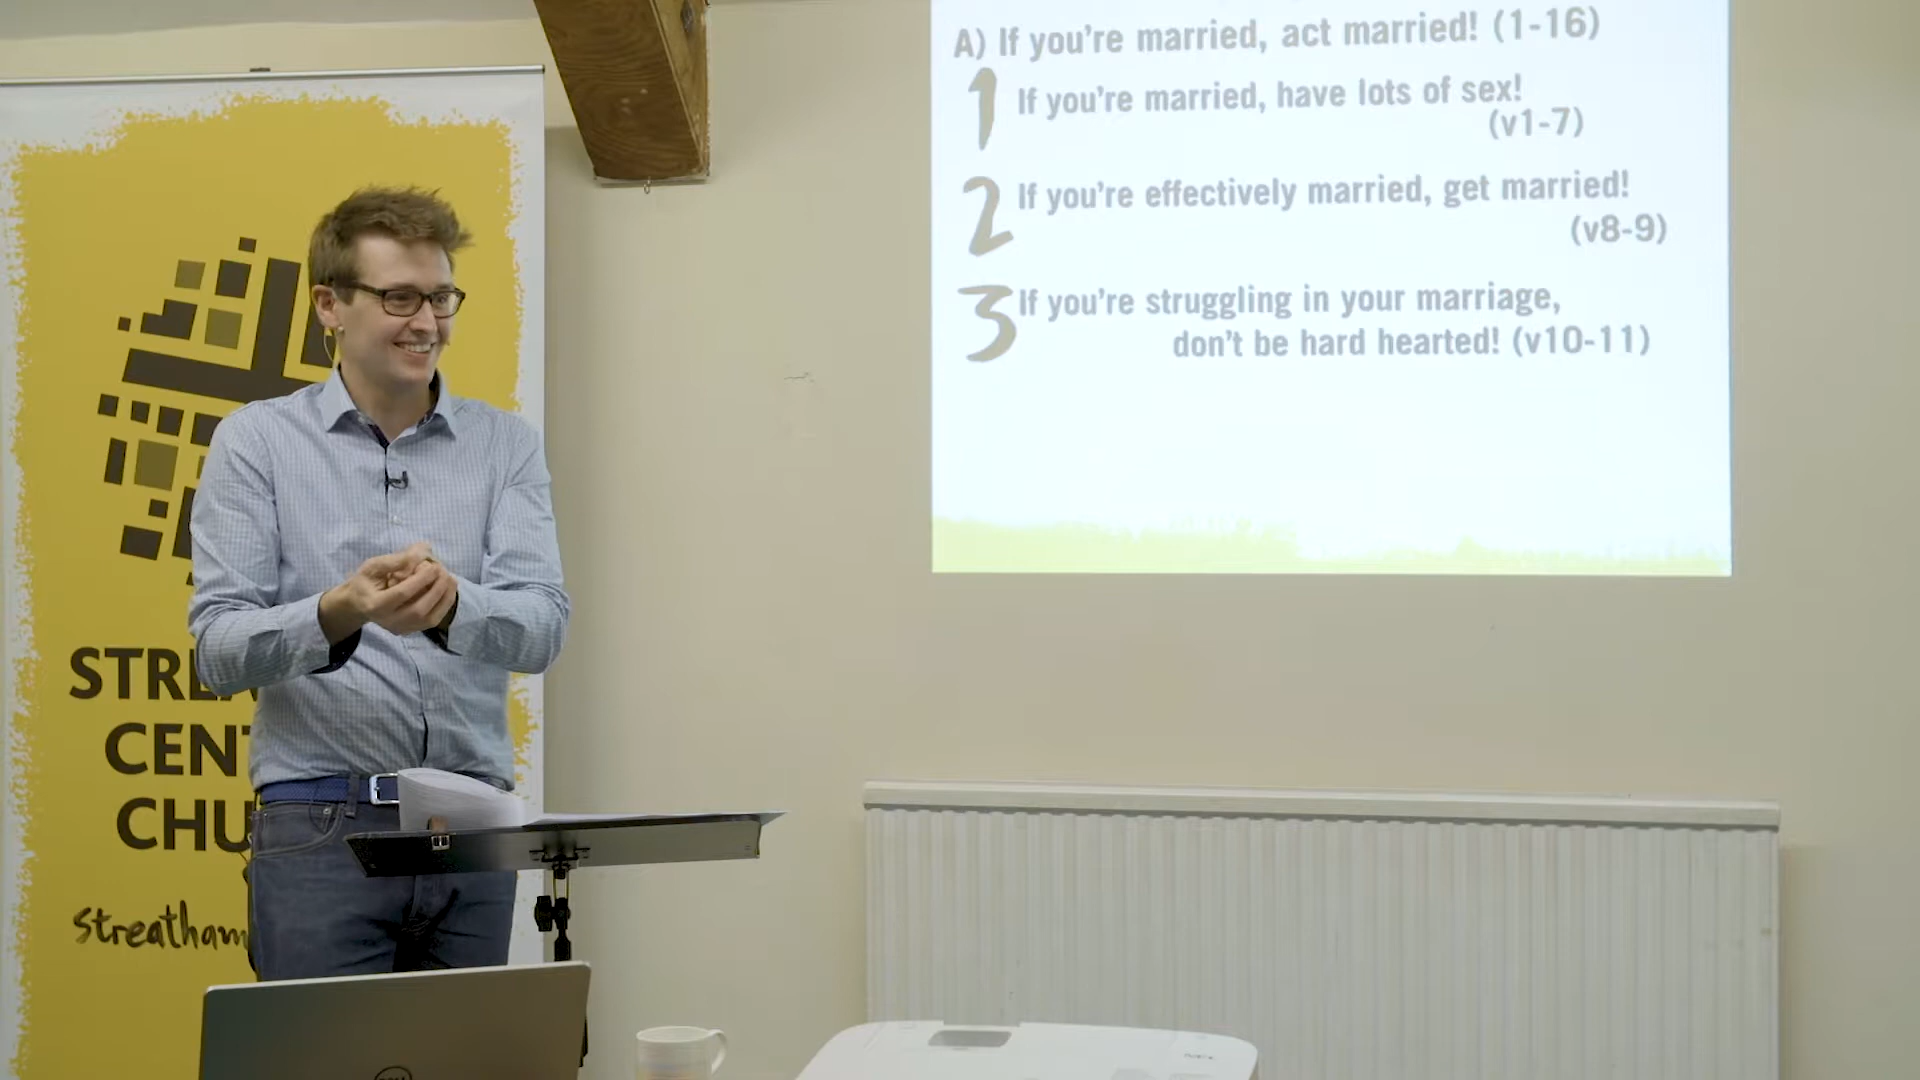 A) If you're married, act married! (1-16)
1 If you're married, have lots of sex!
(v1-7)
2 If you're effectively married, get married!
(v8-9)
3 If you're struggling in your marriage,
don't be hard hearted! (v10-11)
STRE
CENT
CHU
streatham
DELL
NEC